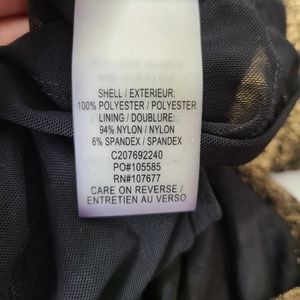 SHELL / EXTERIEUR:
100% POLYESTER / POLYESTER
LINING / DOUBLURE:
94% NYLON / NYLON
6% SPANDEX / SPANDEX
C207692240
PO#105585
RN#107677
CARE ON REVERSE /
ENTRETIEN AU VERSO